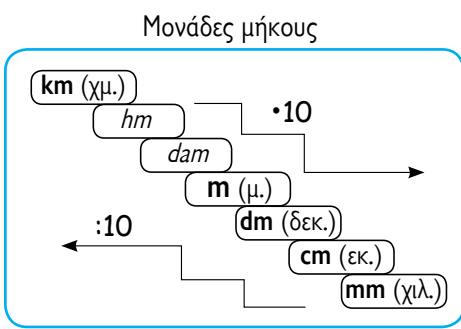 Μονάδες μήκους
km (χμ.)
hm
•10
dam
m (μ.)
dm (δεκ.)
:10
cm (εκ.)
mm (χιλ.)